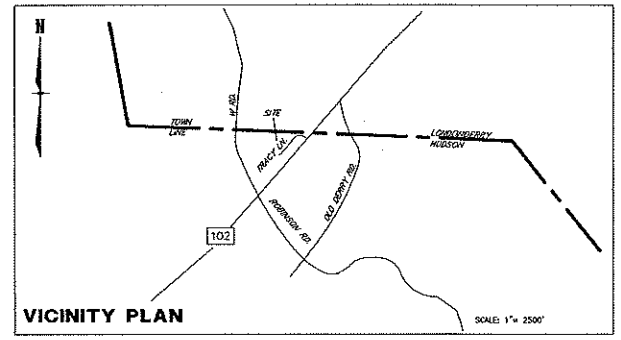 N
W RD.
SITE
TOWN
LINE
LONDONDERRY
HUDSON
TRACY LN.
OLD DERRY RD.
ROBINSON RD.
102
VICINITY PLAN
SCALE: 1"= 2500'